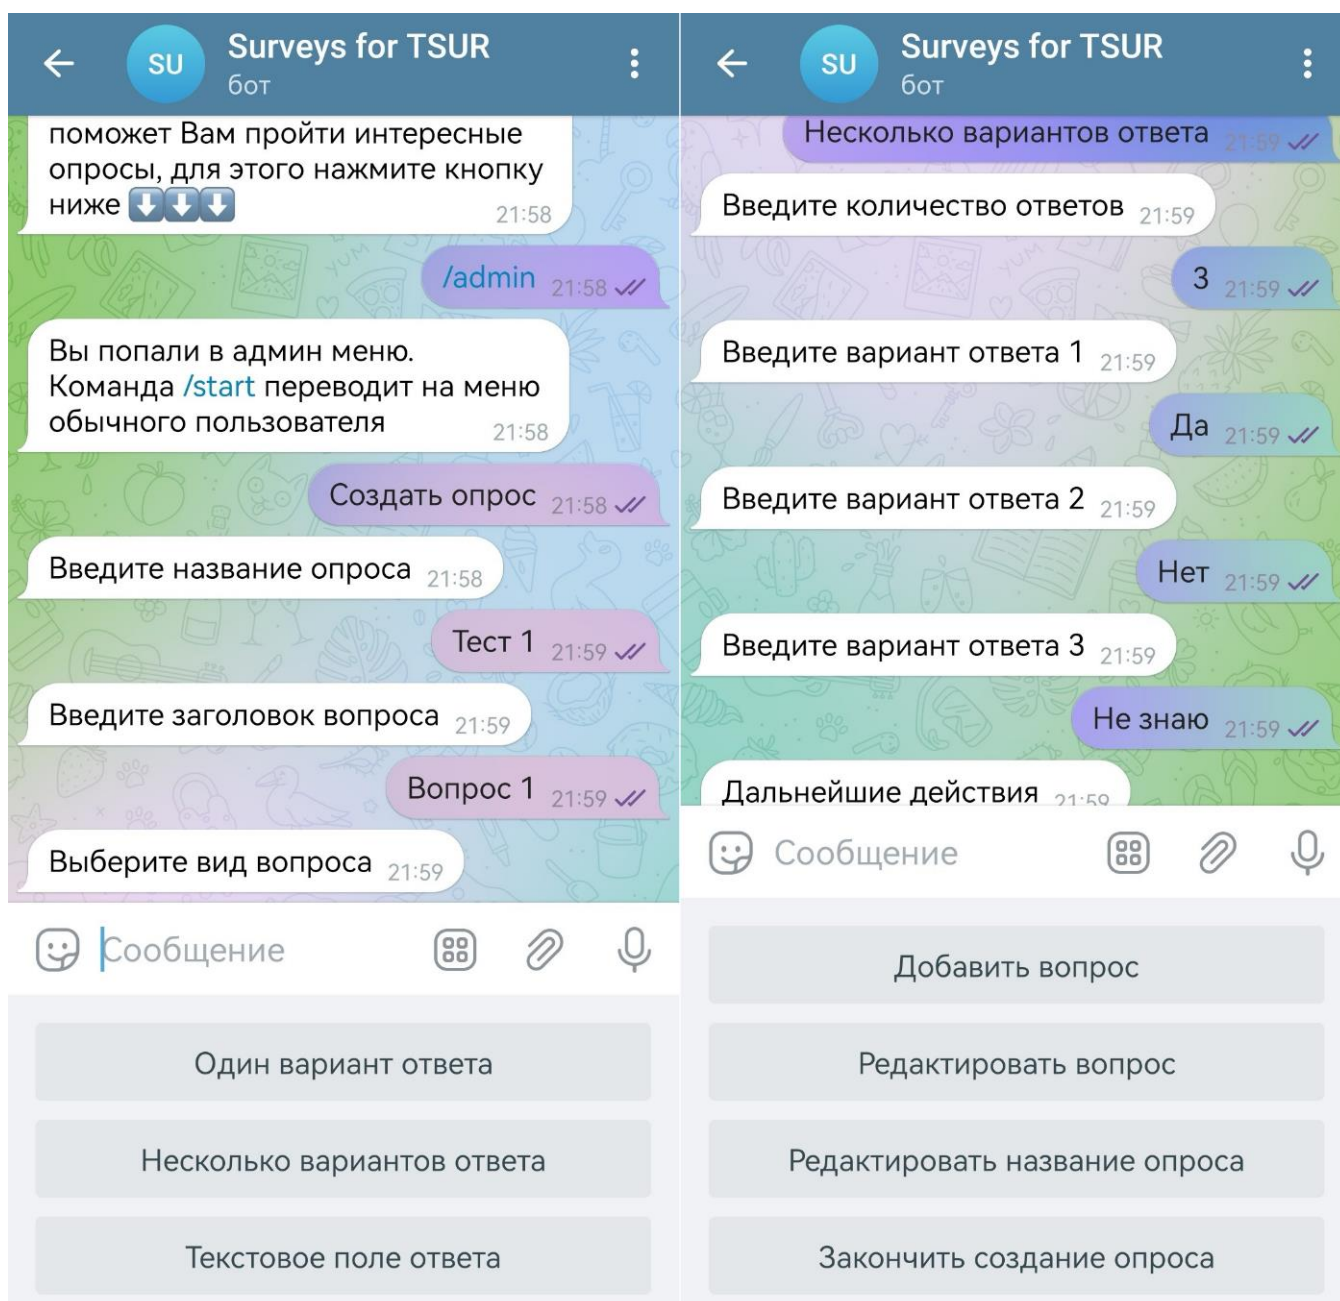 SU
Surveys for TSUR
бот
поможет Вам пройти интересные
опросы, для этого нажмите кнопку
ниже ⬇️⬇️⬇️
21:58
/admin 21:58
Вы попали в админ меню.
Команда /start переводит на меню
обычного пользователя 21:58
Создать опрос 21:58
Введите название опроса 21:58
Тест 1 21:59
Введите заголовок вопроса 21:59
Вопрос 1 21:59
Выберите вид вопроса 21:59
Сообщение
Один вариант ответа
Несколько вариантов ответа
Текстовое поле ответа
SU
Surveys for TSUR
бот
Несколько вариантов ответа 21:59
Введите количество ответов 21:59
3 21:59
Введите вариант ответа 1 21:59
Да 21:59
Введите вариант ответа 2 21:59
Нет 21:59
Введите вариант ответа 3 21:59
Не знаю 21:59
Дальнейшие действия 21:59
Сообщение
Добавить вопрос
Редактировать вопрос
Редактировать название опроса
Закончить создание опроса